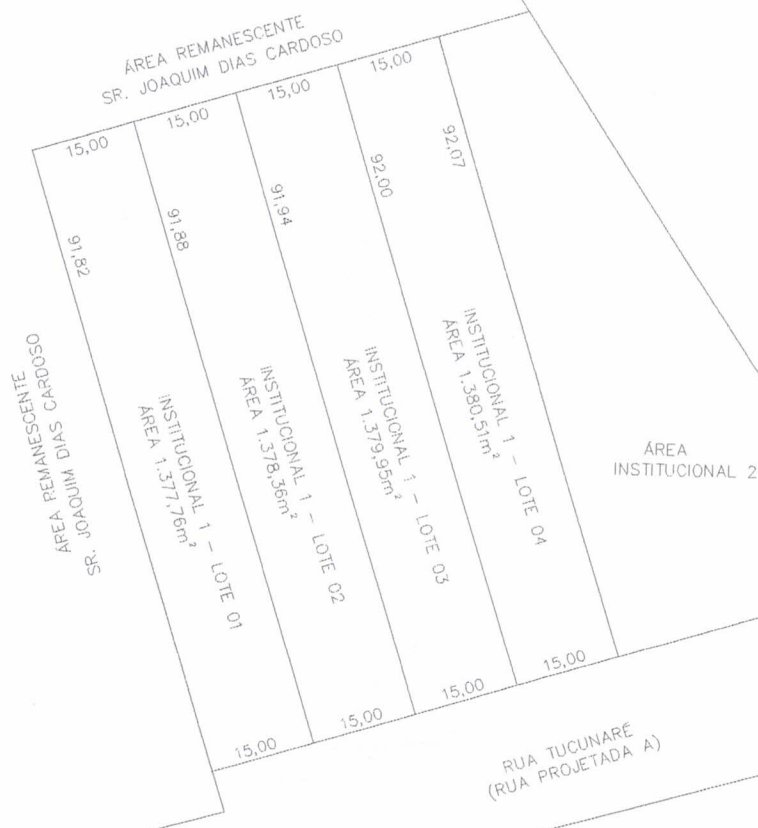 ÁREA REMANESCENTE
SR. JOAQUIM DIAS CARDOSO
15,00
15,00
15,00
15,00
91,82
91,88
91,94
92,00
92,07
ÁREA REMANESCENTE
SR. JOAQUIM DIAS CARDOSO
INSTITUCIONAL 1 – LOTE 01
ÁREA 1.377,76m²
INSTITUCIONAL 1 – LOTE 02
ÁREA 1.378,36m²
INSTITUCIONAL 1 – LOTE 03
ÁREA 1.379,95m²
INSTITUCIONAL 1 – LOTE 04
ÁREA 1.380,51m²
ÁREA
INSTITUCIONAL 2
15,00
15,00
15,00
15,00
RUA TUCUNARÉ
(RUA PROJETADA A)